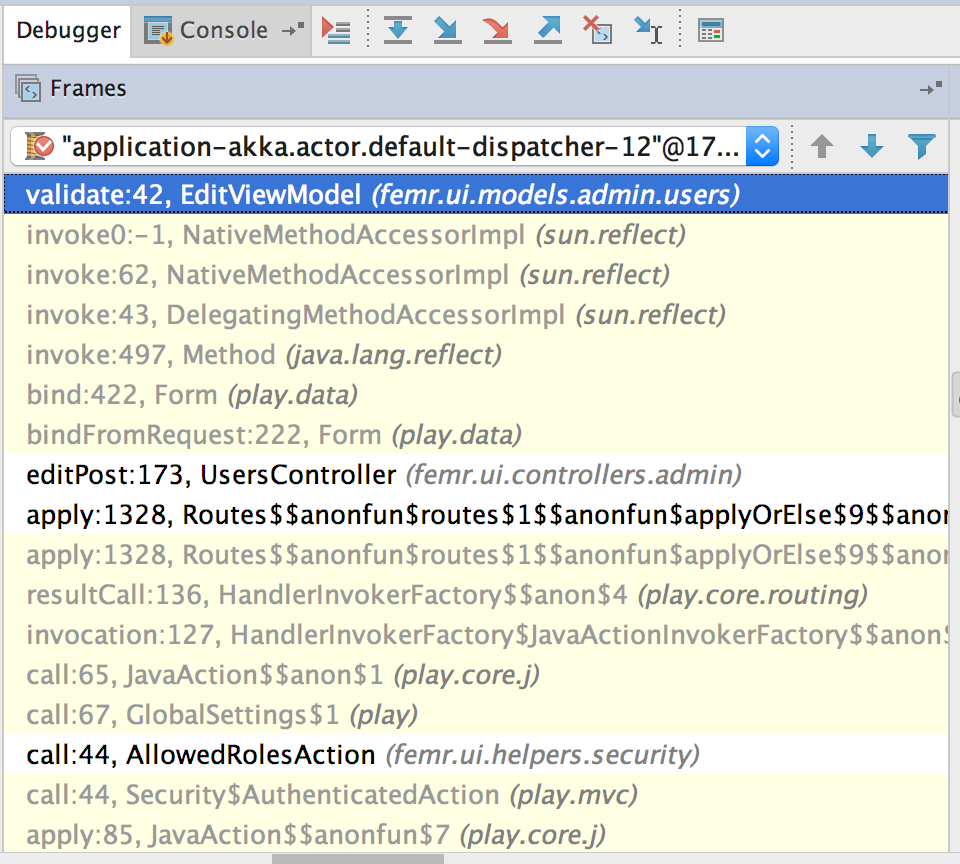 Debugger Console
Frames
"application-akka.actor.default-dispatcher-12"@17...
validate:42, EditViewModel (femr.ui.models.admin.users)
invoke0:-1, NativeMethodAccessorImpl (sun.reflect)
invoke:62, NativeMethodAccessorImpl (sun.reflect)
invoke:43, DelegatingMethodAccessorImpl (sun.reflect)
invoke:497, Method (java.lang.reflect)
bind:422, Form (play.data)
bindFromRequest:222, Form (play.data)
editPost:173, UsersController (femr.ui.controllers.admin)
apply:1328, Routes$$anonfun$routes$1$$anonfun$applyOrElse$9$$anon
apply:1328, Routes$$anonfun$routes$1$$anonfun$applyOrElse$9$$anon
resultCall:136, HandlerInvokerFactory$$anon$4 (play.core.routing)
invocation:127, HandlerInvokerFactory$JavaActionInvokerFactory$$anon$
call:65, JavaAction$$anon$1 (play.core.j)
call:67, GlobalSettings$1 (play)
call:44, AllowedRolesAction (femr.ui.helpers.security)
call:44, Security$AuthenticatedAction (play.mvc)
apply:85, JavaAction$$anonfun$7 (play.core.j)